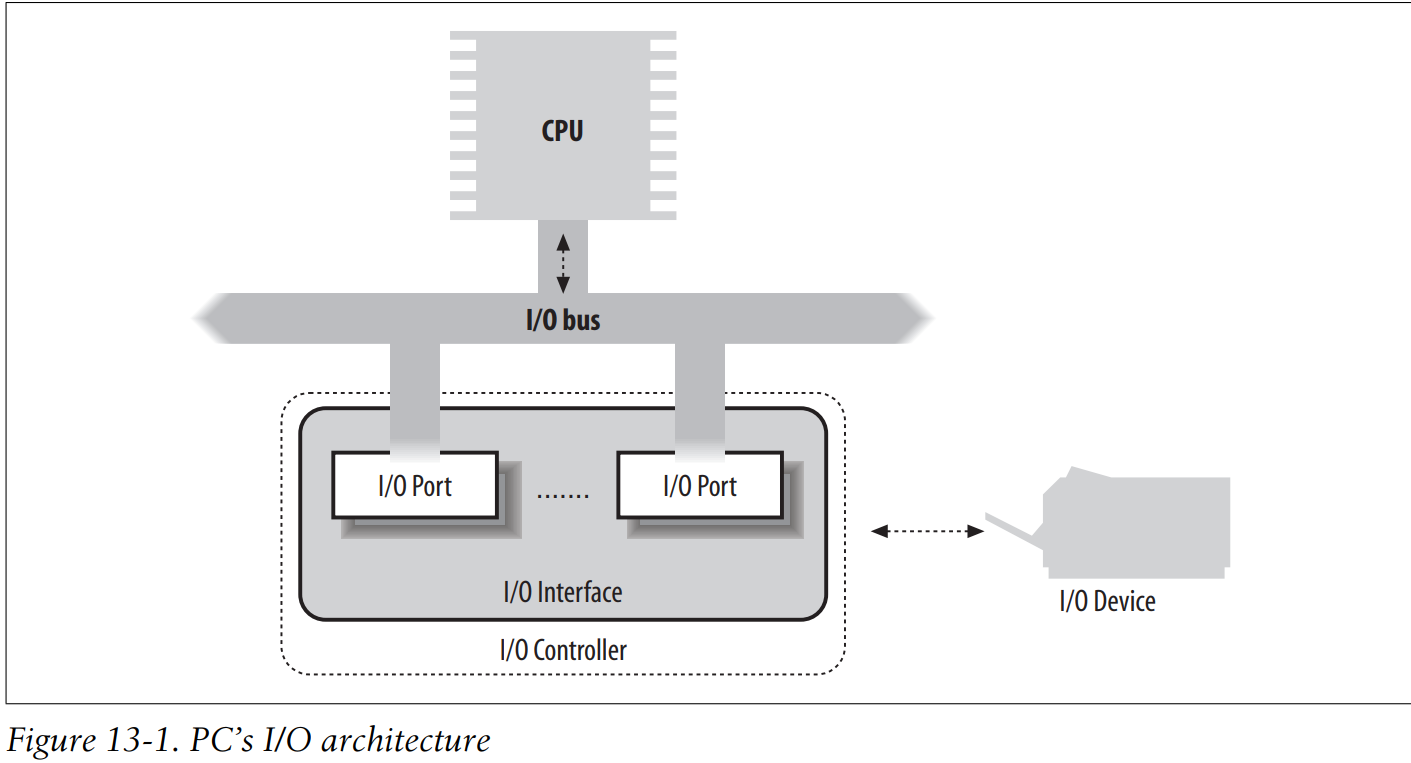 CPU
I/O bus
I/O Port
.......
I/O Port
I/O Interface
I/O Device
I/O Controller
Figure 13-1. PC’s I/O architecture